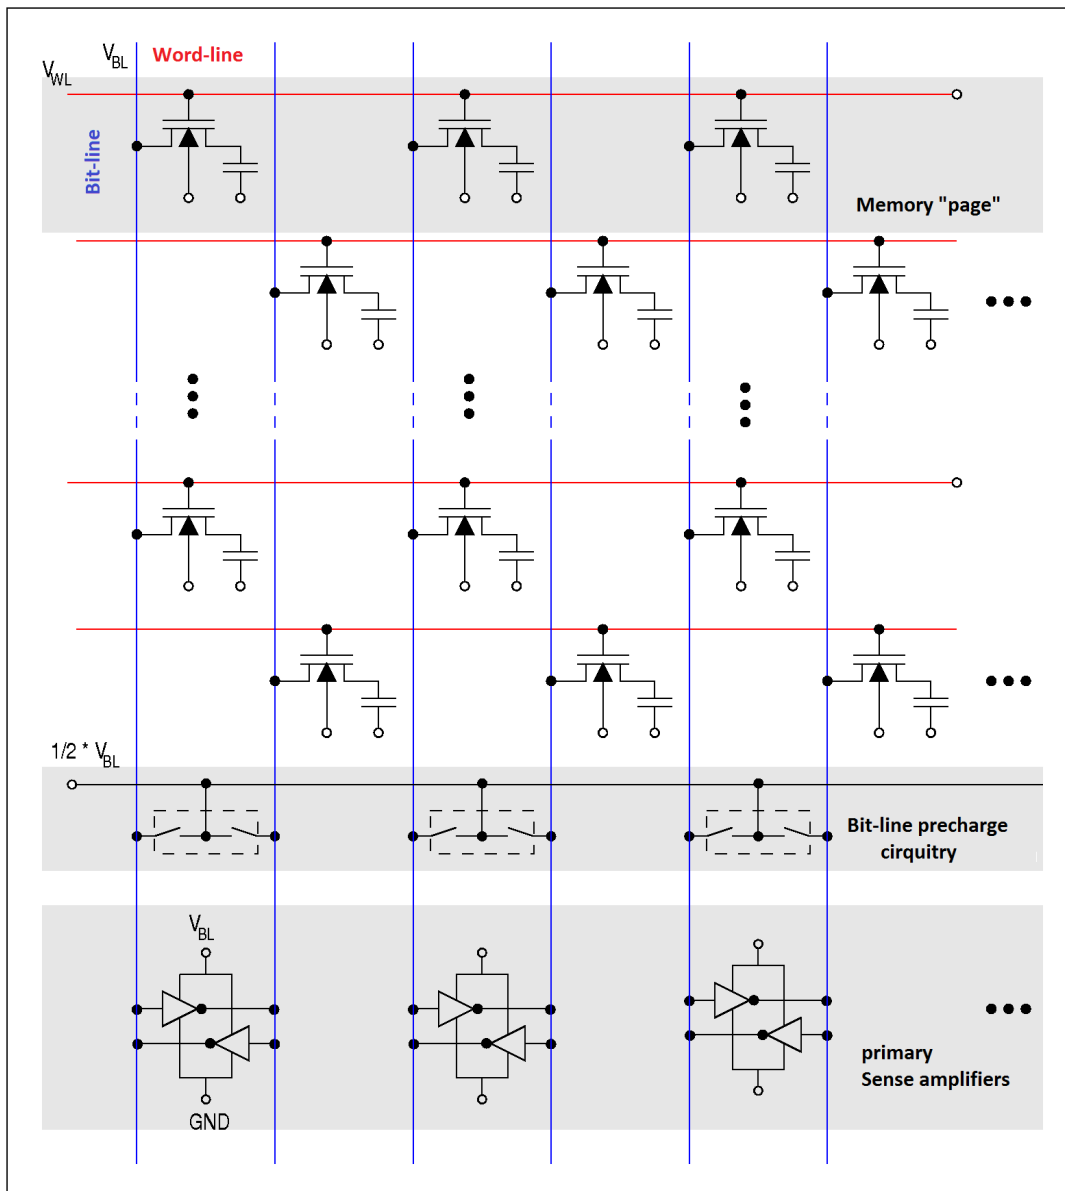 V_BL Word-line
V_WL
Bit-line
Memory "page"
1/2 * V_BL
Bit-line precharge
cirquitry
V_BL
primary
Sense amplifiers
GND